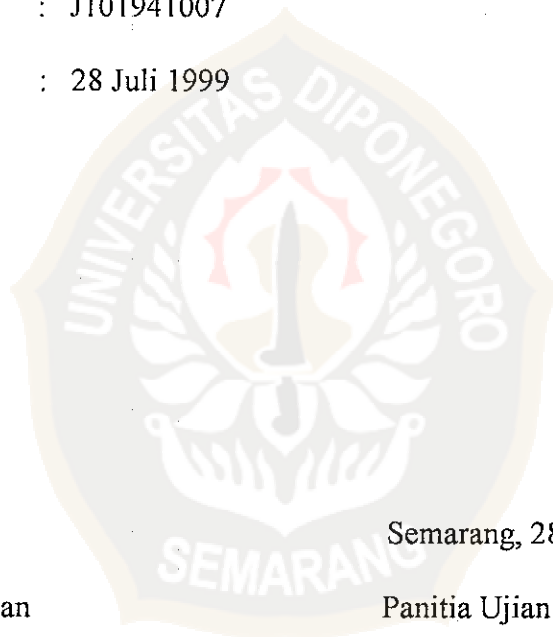 : J101941007
: 28 Juli 1999
UNIVERSITAS DIPONEGORO
SEMARANG
Semarang, 28
an
Panitia Ujian